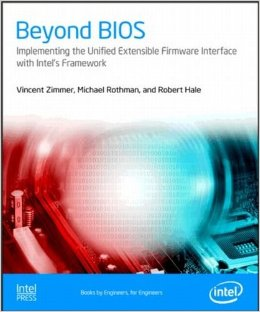 Beyond BIOS
Implementing the Unified Extensible Firmware Interface
with Intel's Framework
Vincent Zimmer, Michael Rothman, and Robert Hale
Intel
PRESS
Books by Engineers, for Engineers
intel